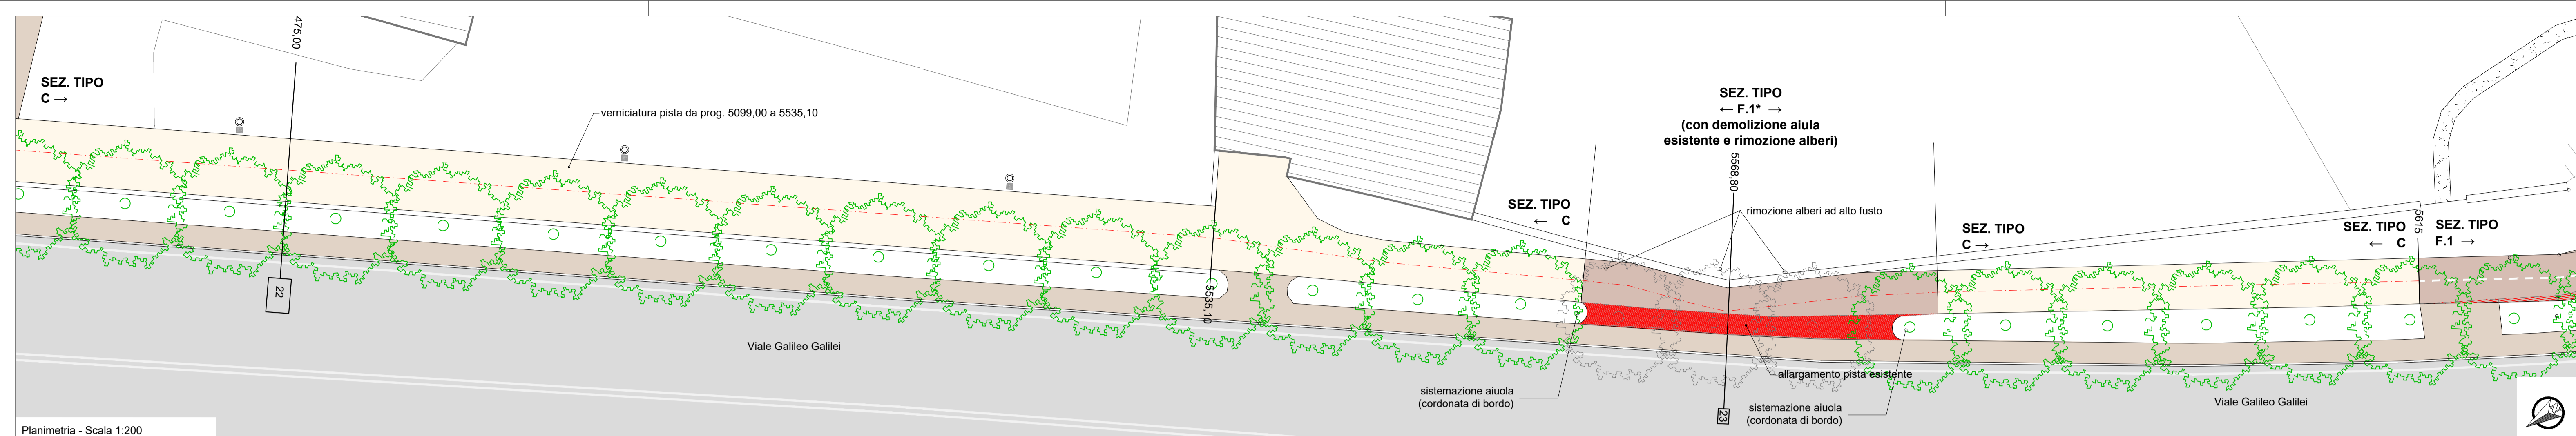 475,00
SEZ. TIPO
C →
verniciatura pista da prog. 5099,00 a 5535,10
22
5535,10
Viale Galileo Galilei
SEZ. TIPO
← C
SEZ. TIPO
← F.1* →
(con demolizione aiula
esistente e rimozione alberi)
5568,80
rimozione alberi ad alto fusto
SEZ. TIPO
C →
allargamento pista esistente
sistemazione aiuola
(cordonata di bordo)
23
sistemazione aiuola
(cordonata di bordo)
SEZ. TIPO
← C
5615
SEZ. TIPO
F.1 →
Viale Galileo Galilei
Planimetria - Scala 1:200